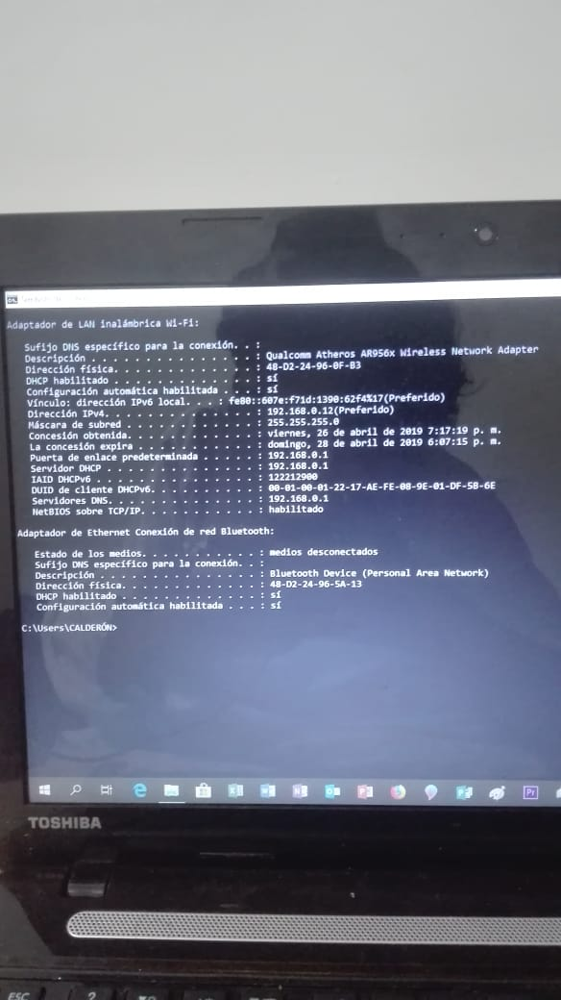 Adaptador de LAN inalámbrica Wi-Fi:
Sufijo DNS específico para la conexión. . :
Descripción . . . . . . . . . . . . . . . : Qualcomm Atheros AR956x Wireless Network Adapter
Dirección física. . . . . . . . . . . . . : 48-D2-24-96-0F-B3
DHCP habilitado . . . . . . . . . . . . . : sí
Configuración automática habilitada . . . : sí
Vínculo: dirección IPv6 local. . . : fe80::607e:f71d:1390:62f4%17(Preferido)
Dirección IPv4. . . . . . . . . . . . . . : 192.168.0.12(Preferido)
Máscara de subred . . . . . . . . . . . . : 255.255.255.0
Concesión obtenida. . . . . . . . . . . . : viernes, 26 de abril de 2019 7:17:19 p. m.
La concesión expira . . . . . . . . . . . : domingo, 28 de abril de 2019 6:07:15 p. m.
Puerta de enlace predeterminada . . . . . : 192.168.0.1
Servidor DHCP . . . . . . . . . . . . . . : 192.168.0.1
IAID DHCPv6 . . . . . . . . . . . . . . . : 122212900
DUID de cliente DHCPv6. . . . . . . . . . : 00-01-00-01-22-17-AE-FE-08-9E-01-DF-5B-6E
Servidores DNS. . . . . . . . . . . . . . : 192.168.0.1
NetBIOS sobre TCP/IP. . . . . . . . . . . : habilitado
Adaptador de Ethernet Conexión de red Bluetooth:
Estado de los medios. . . . . . . . . . . : medios desconectados
Sufijo DNS específico para la conexión. . :
Descripción . . . . . . . . . . . . . . . : Bluetooth Device (Personal Area Network)
Dirección física. . . . . . . . . . . . . : 48-D2-24-96-5A-13
DHCP habilitado . . . . . . . . . . . . . : sí
Configuración automática habilitada . . . : sí
C:\Users\CALDERÓN>
Pr
TOSHIBA
ESC